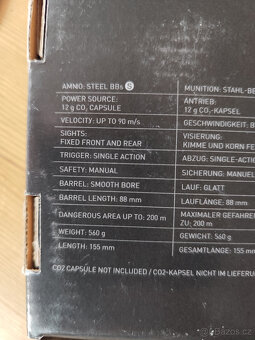 AMNO: STEEL BBs S
MUNITION: STAHL-BE
POWER SOURCE:
12 g CO₂ CAPSULE
ANTRIEB:
12 g CO₂-KAPSEL
VELOCITY: UP TO 90 m/s
GESCHWINDIGKEIT: B
SIGHTS:
FIXED FRONT AND REAR
VISIERUNG:
KIMME UND KORN FE
TRIGGER: SINGLE ACTION
ABZUG: SINGLE-ACTIO
SAFETY: MANUAL
SICHERUNG: MANUEL
BARREL: SMOOTH BORE
LAUF: GLATT
BARREL LENGTH: 88 mm
LAUFLÄNGE: 88 mm
DANGEROUS AREA UP TO: 200 m
MAXIMALER GEFAHRE
ZU: 200 m
WEIGHT: 560 g
GEWICHT: 560 g
LENGTH: 155 mm
GESAMTLÄNGE: 155 mm
CO2 CAPSULE NOT INCLUDED / CO2-KAPSEL NICHT IM LIEFERU